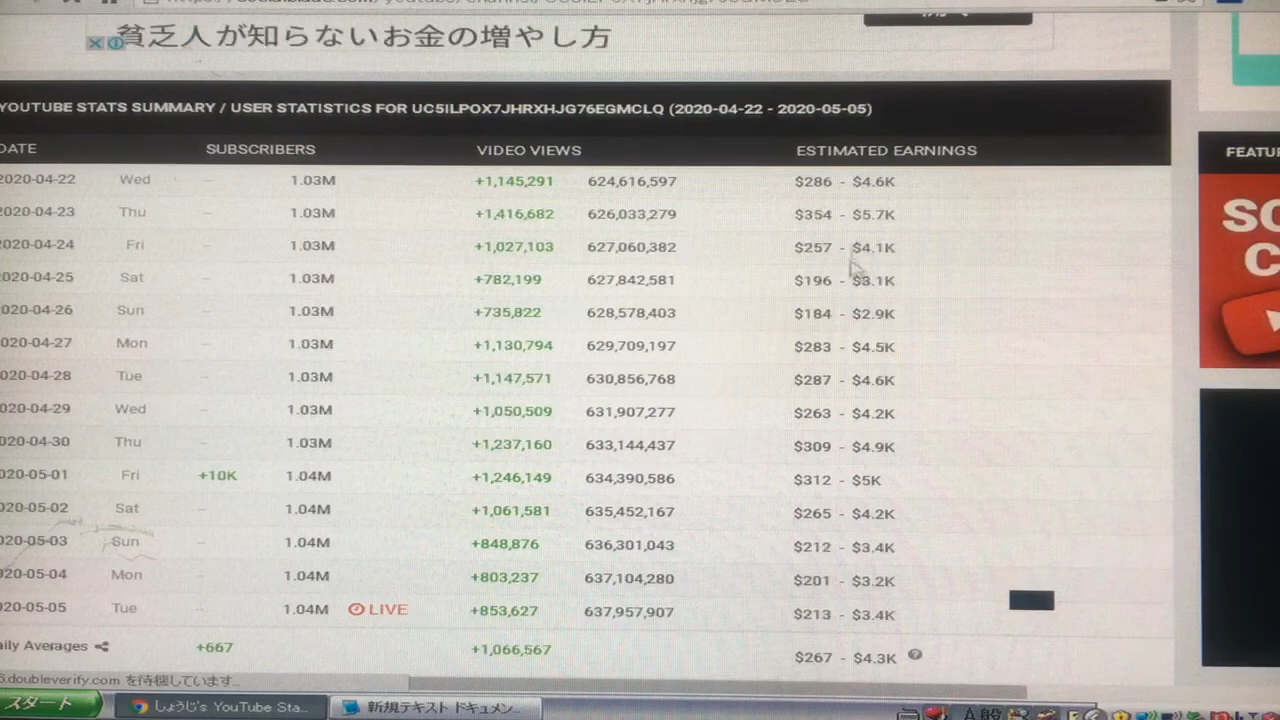 貧乏人が知らないお金の増やし方
YOUTUBE STATS SUMMARY / USER STATISTICS FOR UC5ILPOX7JHRXHJG76EGMCLQ (2020-04-22 - 2020-05-05)
DATE SUBSCRIBERS VIDEO VIEWS ESTIMATED EARNINGS
2020-04-22 Wed -- 1.03M +1,145,291 624,616,597 $286 - $4.6K
2020-04-23 Thu -- 1.03M +1,416,682 626,033,279 $354 - $5.7K
2020-04-24 Fri -- 1.03M +1,027,103 627,060,382 $257 - $4.1K
2020-04-25 Sat -- 1.03M +782,199 627,842,581 $196 - $3.1K
2020-04-26 Sun -- 1.03M +735,822 628,578,403 $184 - $2.9K
2020-04-27 Mon -- 1.03M +1,130,794 629,709,197 $283 - $4.5K
020-04-28 Tue -- 1.03M +1,147,571 630,856,768 $287 - $4.6K
020-04-29 Wed -- 1.03M +1,050,509 631,907,277 $263 - $4.2K
020-04-30 Thu -- 1.03M +1,237,160 633,144,437 $309 - $4.9K
020-05-01 Fri +10K 1.04M +1,246,149 634,390,586 $312 - $5K
020-05-02 Sat -- 1.04M +1,061,581 635,452,167 $265 - $4.2K
020-05-03 Sun -- 1.04M +848,876 636,301,043 $212 - $3.4K
020-05-04 Mon -- 1.04M +803,237 637,104,280 $201 - $3.2K
020-05-05 Tue -- 1.04M LIVE +853,627 637,957,907 $213 - $3.4K
aily Averages +667 +1,066,567 $267 - $4.3K
FEATU
SO
C
.doubleverify.com を待機しています...
スタート しょうじ's YouTube Sta... 新規テキスト ドキュメン... A 般